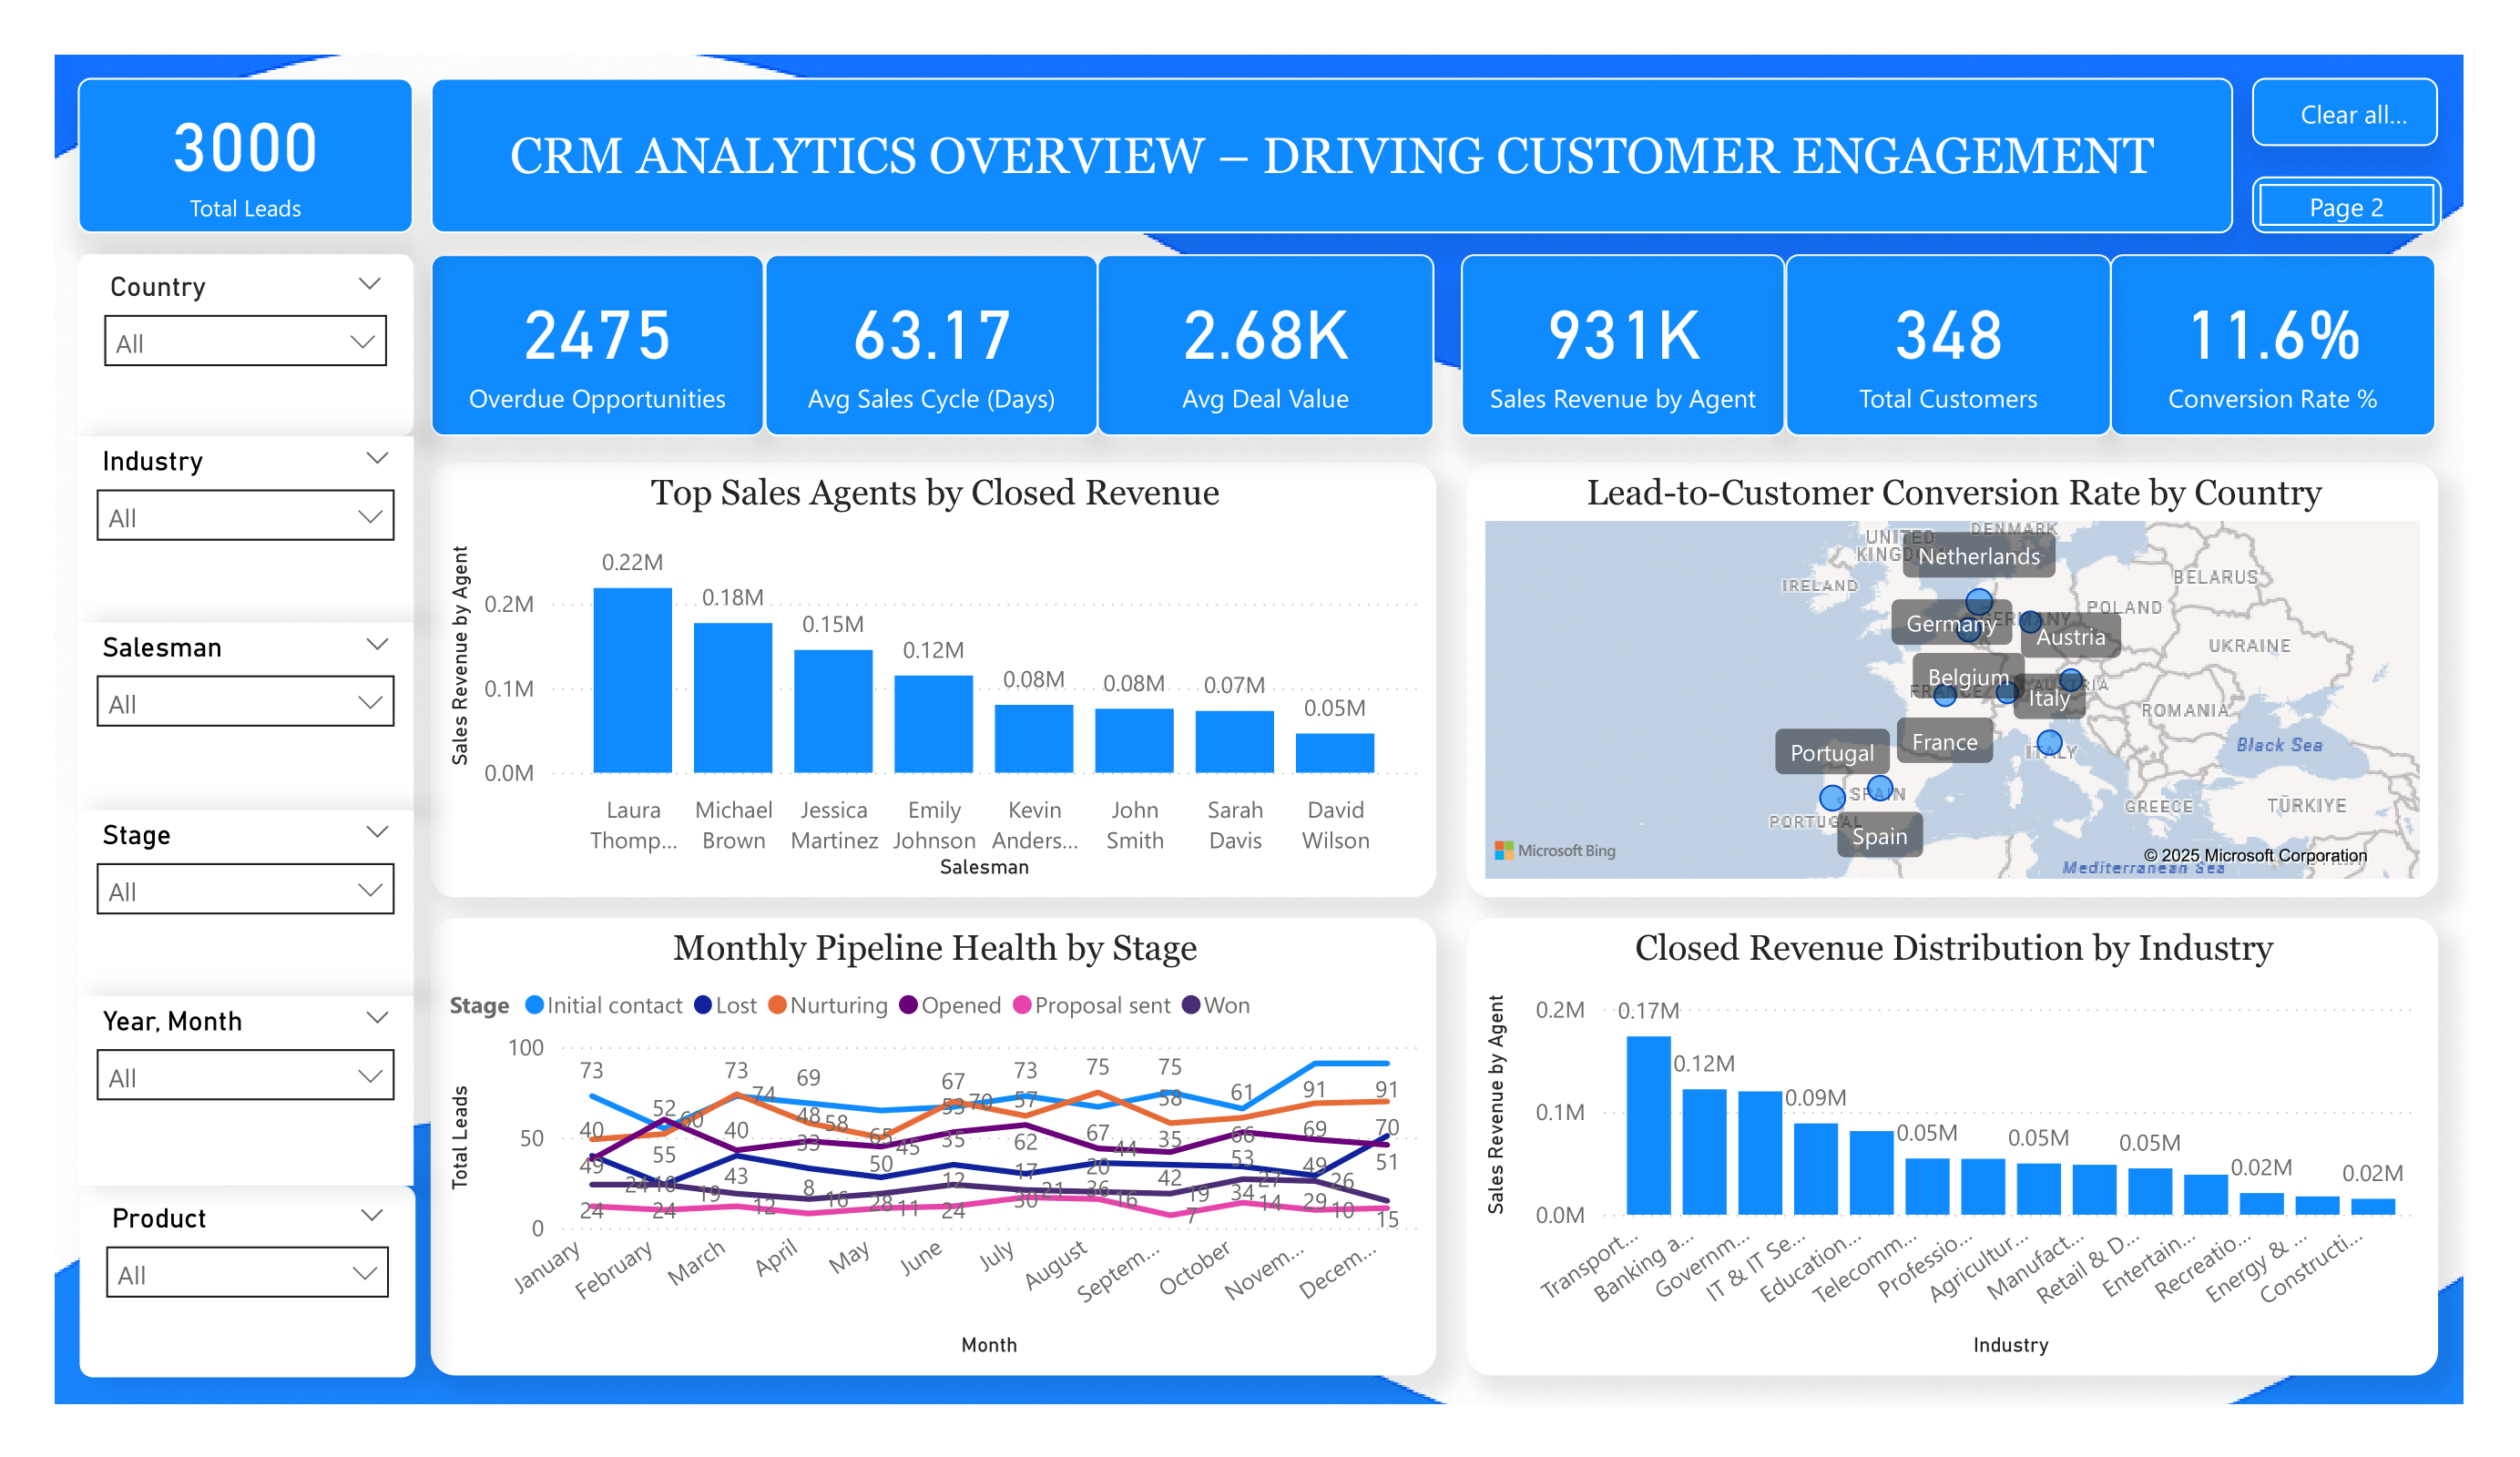 3000
Total Leads
CRM ANALYTICS OVERVIEW – DRIVING CUSTOMER ENGAGEMENT
Clear all...
Page 2
Country
All
Industry
All
Salesman
All
Stage
All
Year, Month
All
Product
All
2475
Overdue Opportunities
63.17
Avg Sales Cycle (Days)
2.68K
Avg Deal Value
931K
Sales Revenue by Agent
348
Total Customers
11.6%
Conversion Rate %
Top Sales Agents by Closed Revenue
Sales Revenue by Agent
0.2M
0.1M
0.0M
0.22M
0.18M
0.15M
0.12M
0.08M
0.08M
0.07M
0.05M
Laura Thomp...
Michael Brown
Jessica Martinez
Emily Johnson
Kevin Anders...
John Smith
Sarah Davis
David Wilson
Salesman
Lead-to-Customer Conversion Rate by Country
DENMARK
UNITED
Netherlands
IRELAND
BELARUS
POLAND
Germany
Austria
UKRAINE
Belgium
Italy
ROMANIA
Portugal
France
ITALY
Black Sea
SPAIN
GREECE
TÜRKIYE
PORTUGAL
Spain
Microsoft Bing
© 2025 Microsoft Corporation
Mediterranean Sea
Monthly Pipeline Health by Stage
Stage
Initial contact
Lost
Nurturing
Opened
Proposal sent
Won
Total Leads
100
50
0
73
73
69
67
73
75
75
61
91
91
74
52
60
40
40
48
58
33
65
45
53
70
35
57
62
67
44
58
35
66
53
69
49
70
51
49
55
43
50
24
10
19
8
16
12
17
21
20
36
16
42
19
34
27
14
29
26
10
24
24
12
28
11
24
30
7
15
January
February
March
April
May
June
July
August
Septem...
October
Novem...
Decem...
Month
Closed Revenue Distribution by Industry
Sales Revenue by Agent
0.2M
0.1M
0.0M
0.17M
0.12M
0.09M
0.05M
0.05M
0.05M
0.02M
0.02M
Transport...
Banking a...
Governm...
IT & IT Se...
Education...
Telecomm...
Professio...
Agricultur...
Manufact...
Retail & D...
Entertain...
Recreatio...
Energy & ...
Constructi...
Industry